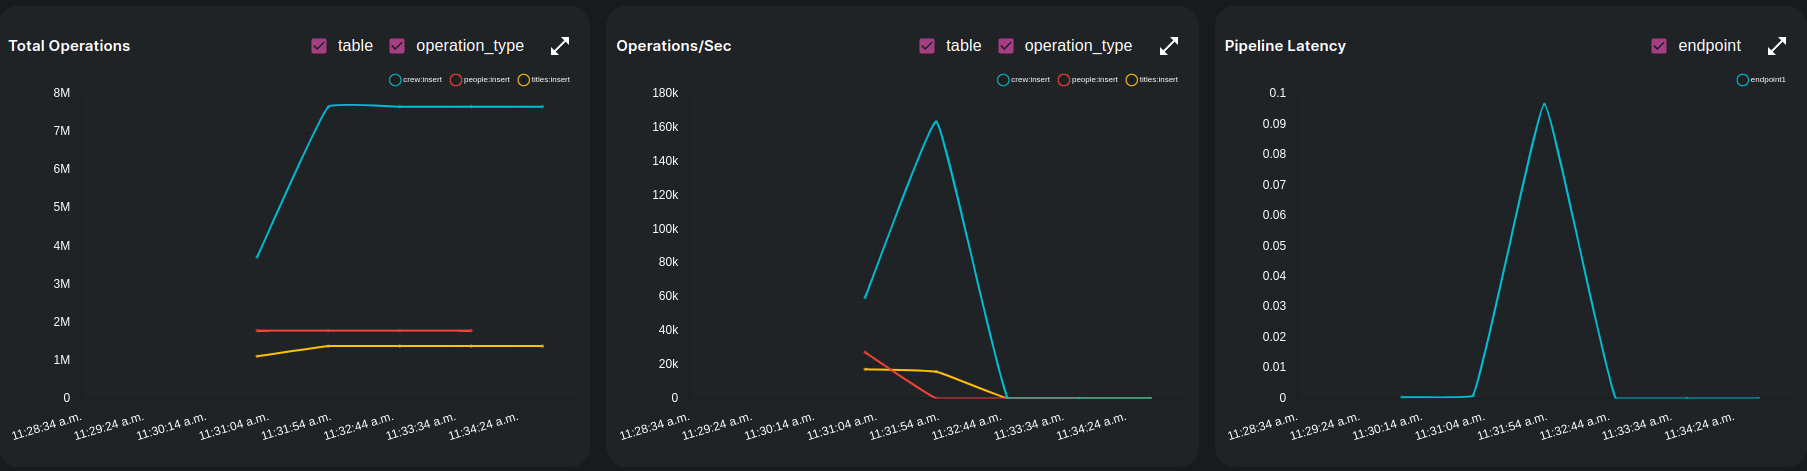 Total Operations
table
operation_type
crew:insert
people:insert
titles:insert
8M
7M
6M
5M
4M
3M
2M
1M
0
11:28:34 a.m.
11:29:24 a.m.
11:30:14 a.m.
11:31:04 a.m.
11:31:54 a.m.
11:32:44 a.m.
11:33:34 a.m.
11:34:24 a.m.
Operations/Sec
table
operation_type
crew:insert
people:insert
titles:insert
180k
160k
140k
120k
100k
80k
60k
40k
20k
0
11:28:34 a.m.
11:29:24 a.m.
11:30:14 a.m.
11:31:04 a.m.
11:31:54 a.m.
11:32:44 a.m.
11:33:34 a.m.
11:34:24 a.m.
Pipeline Latency
endpoint
endpoint1
0.1
0.09
0.08
0.07
0.06
0.05
0.04
0.03
0.02
0.01
0
11:28:34 a.m.
11:29:24 a.m.
11:30:14 a.m.
11:31:04 a.m.
11:31:54 a.m.
11:32:44 a.m.
11:33:34 a.m.
11:34:24 a.m.